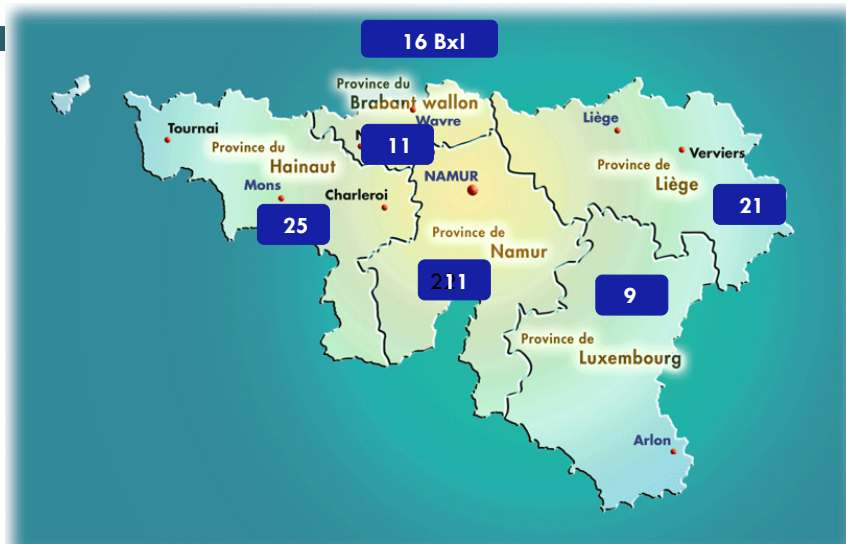 16 Bxl
Province du
Brabant wallon
Wavre
Liège
Tournai
11
Verviers
Province du
Hainaut
Province de
Liège
Mons
NAMUR
Charleroi
21
25
Province de
Namur
11
9
Province de
Luxembourg
Arlon